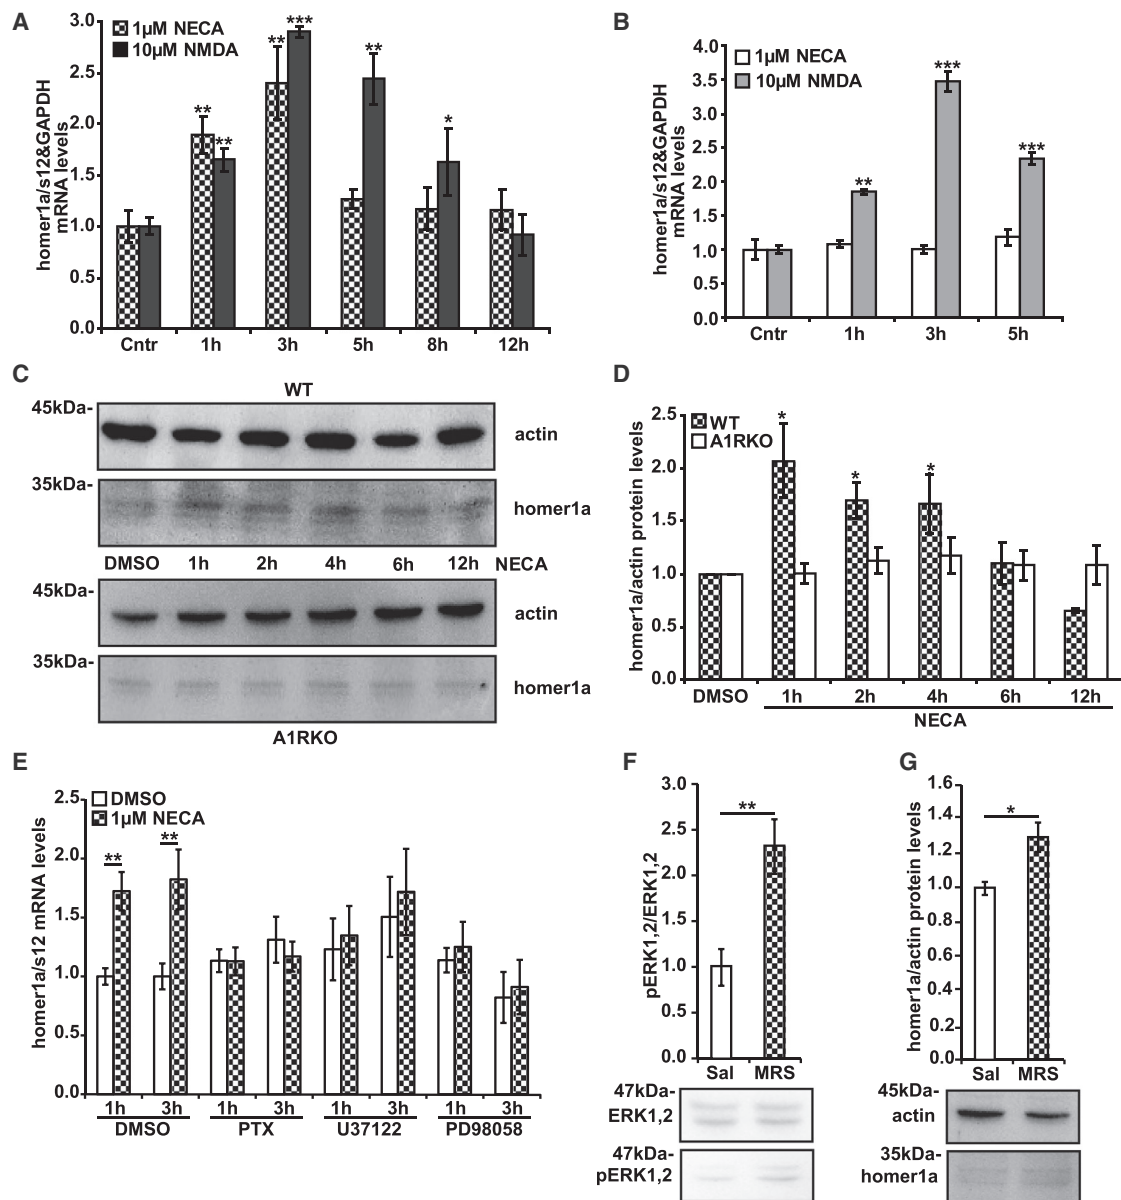 A
homer1a/s12&GAPDH
mRNA levels
3.0
2.5
2.0
1.5
1.0
0.5
0.0
1µM NECA
10µM NMDA
**
**
**
***
**
*
Cntr 1h 3h 5h 8h 12h
B
homer1a/s12&GAPDH
mRNA levels
4.0
3.5
3.0
2.5
2.0
1.5
1.0
0.5
0.0
1µM NECA
10µM NMDA
**
***
***
Cntr 1h 3h 5h
C
WT
45kDa-
actin
35kDa-
homer1a
DMSO 1h 2h 4h 6h 12h NECA
45kDa-
actin
35kDa-
homer1a
A1RKO
D
homer1a/actin protein levels
2.5
2.0
1.5
1.0
0.5
0.0
WT
A1RKO
*
*
*
DMSO 1h 2h 4h 6h 12h
NECA
E
homer1a/s12 mRNA levels
2.5
2.0
1.5
1.0
0.5
0.0
DMSO
1µM NECA
**
**
1h 3h 1h 3h 1h 3h 1h 3h
DMSO PTX U37122 PD98058
F
pERK1,2/ERK1,2
3.0
2.5
2.0
1.5
1.0
0.5
0.0
**
Sal MRS
47kDa-
ERK1,2
47kDa-
pERK1,2
G
homer1a/actin protein levels
1.6
1.4
1.2
1.0
0.8
0.6
0.4
0.2
0.0
*
Sal MRS
45kDa-
actin
35kDa-
homer1a